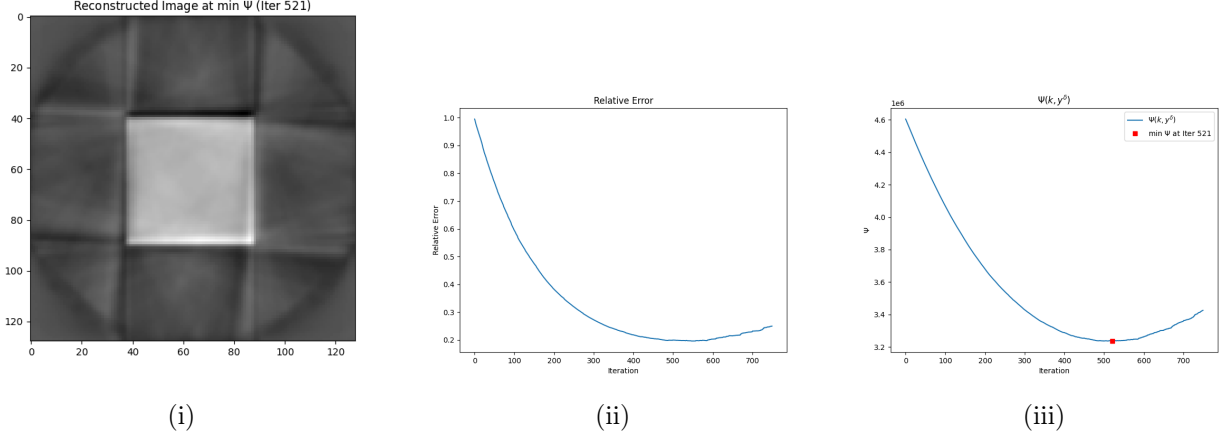 Reconstructed Image at min Ψ (Iter 521)
0
20
40
60
80
100
120
0 20 40 60 80 100 120
(i)
Relative Error
Relative Error
1.0
0.9
0.8
0.7
0.6
0.5
0.4
0.3
0.2
0 100 200 300 400 500 600 700
Iteration
(ii)
Ψ(k, y^δ)
1e6
Ψ(k, y^δ)
min Ψ at Iter 521
Ψ
4.6
4.4
4.2
4.0
3.8
3.6
3.4
3.2
0 100 200 300 400 500 600 700
Iteration
(iii)